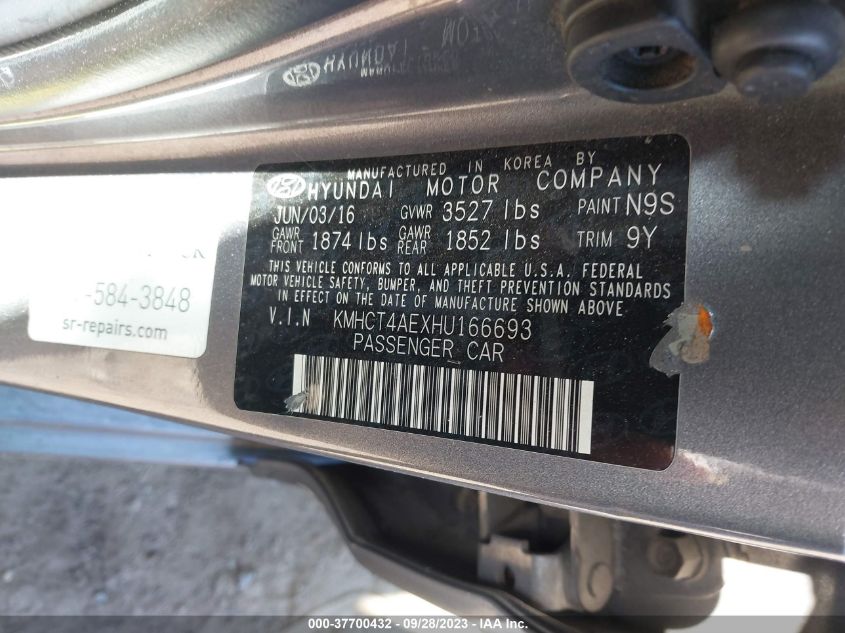 HYUNDAI
MANUFACTURED IN KOREA BY
HYUNDAI MOTOR COMPANY
JUN/03/16 GVWR 3527 lbs PAINT N9S
GAWR FRONT 1874 lbs GAWR REAR 1852 lbs TRIM 9Y
THIS VEHICLE CONFORMS TO ALL APPLICABLE U.S.A. FEDERAL
MOTOR VEHICLE SAFETY, BUMPER, AND THEFT PREVENTION STANDARDS
IN EFFECT ON THE DATE OF MANUFACTURE SHOWN ABOVE
V.I.N KMHCT4AEXHU166693
PASSENGER CAR
-584-3848
sr-repairs.com
000-37700432 - 09/28/2023 - IAA Inc.